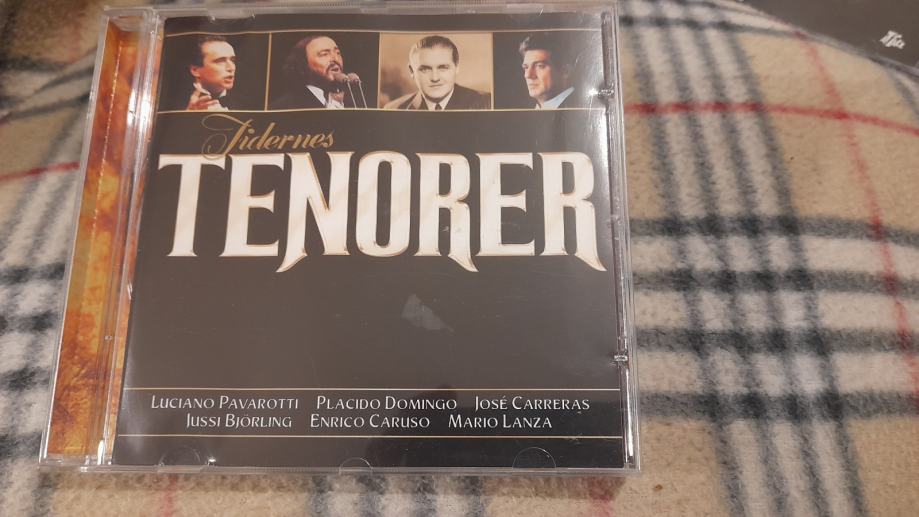 Tidernes
TENORER
LUCIANO PAVAROTTI PLACIDO DOMINGO JOSÉ CARRERAS
JUSSI BJÖRLING ENRICO CARUSO MARIO LANZA